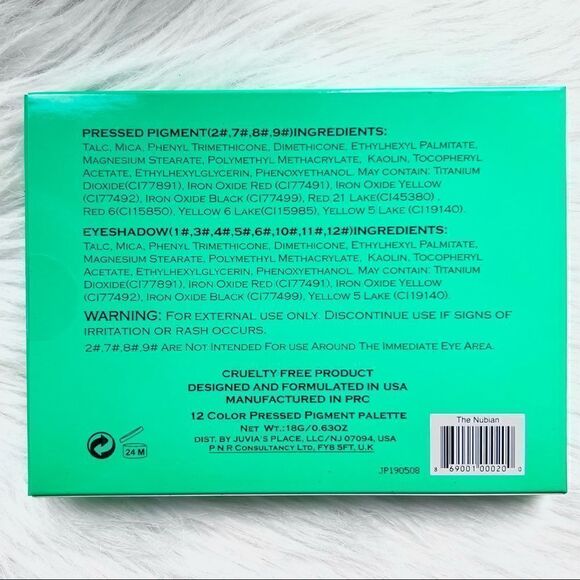 PRESSED PIGMENT(2#,7#,8#,9#)INGREDIENTS:
TALC, MICA, PHENYL TRIMETHICONE, DIMETHICONE, ETHYLHEXYL PALMITATE,
MAGNESIUM STEARATE, POLYMETHYL METHACRYLATE, KAOLIN, TOCOPHERYL
ACETATE, ETHYLHEXYLGLYCERIN, PHENOXYETHANOL. MAY CONTAIN: TITANIUM
DIOXIDE(CI77891), IRON OXIDE RED (CI77491), IRON OXIDE YELLOW
(CI77492), IRON OXIDE BLACK (CI77499), RED 21 LAKE(CI45380) ,
RED 6(CI15850). YELLOW 6 LAKE(CI15985), YELLOW 5 LAKE (CI19140).
EYESHADOW(1#,3#,4#,5#,6#,10#,11#,12#)INGREDIENTS:
TALC, MICA, PHENYL TRIMETHICONE, DIMETHICONE, ETHYLHEXYL PALMITATE,
MAGNESIUM STEARATE, POLYMETHYL METHACRYLATE, KAOLIN, TOCOPHERYL
ACETATE, ETHYLHEXYLGLYCERIN, PHENOXYETHANOL. MAY CONTAIN: TITANIUM
DIOXIDE(CI77891), IRON OXIDE RED (CI77491), IRON OXIDE YELLOW
(CI77492), IRON OXIDE BLACK (CI77499), YELLOW 5 LAKE (CI19140).
WARNING: FOR EXTERNAL USE ONLY. DISCONTINUE USE IF SIGNS OF
IRRITATION OR RASH OCCURS.
2#,7#,8#,9# ARE NOT INTENDED FOR USE AROUND THE IMMEDIATE EYE AREA.
CRUELTY FREE PRODUCT
DESIGNED AND FORMULATED IN USA
MANUFACTURED IN PRC
12 COLOR PRESSED PIGMENT PALETTE
NET WT.:18G/0.63OZ
DIST. BY JUVIA'S PLACE, LLC/NJ 07094, USA
P N R CONSULTANCY LTD, FY8 5FT, U.K
24 M
JP190508
The Nubian
8 69001 00020 0